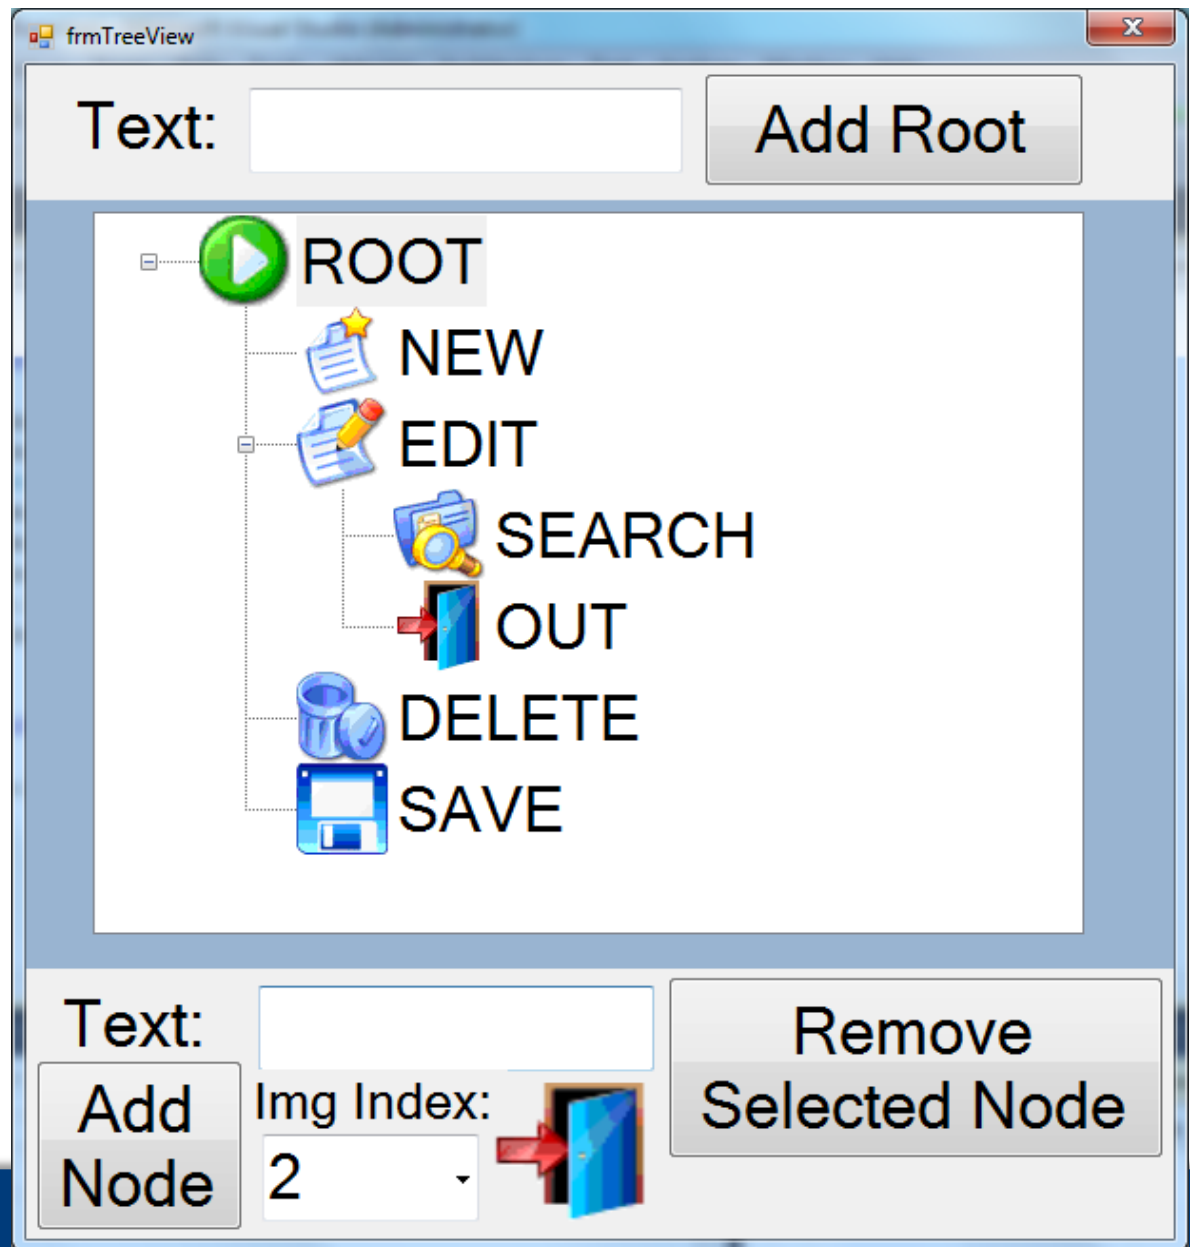 frmTreeView
Text:
Add Root
ROOT
NEW
EDIT
SEARCH
OUT
DELETE
SAVE
Text:
Remove
Selected Node
Add
Node
Img Index:
2